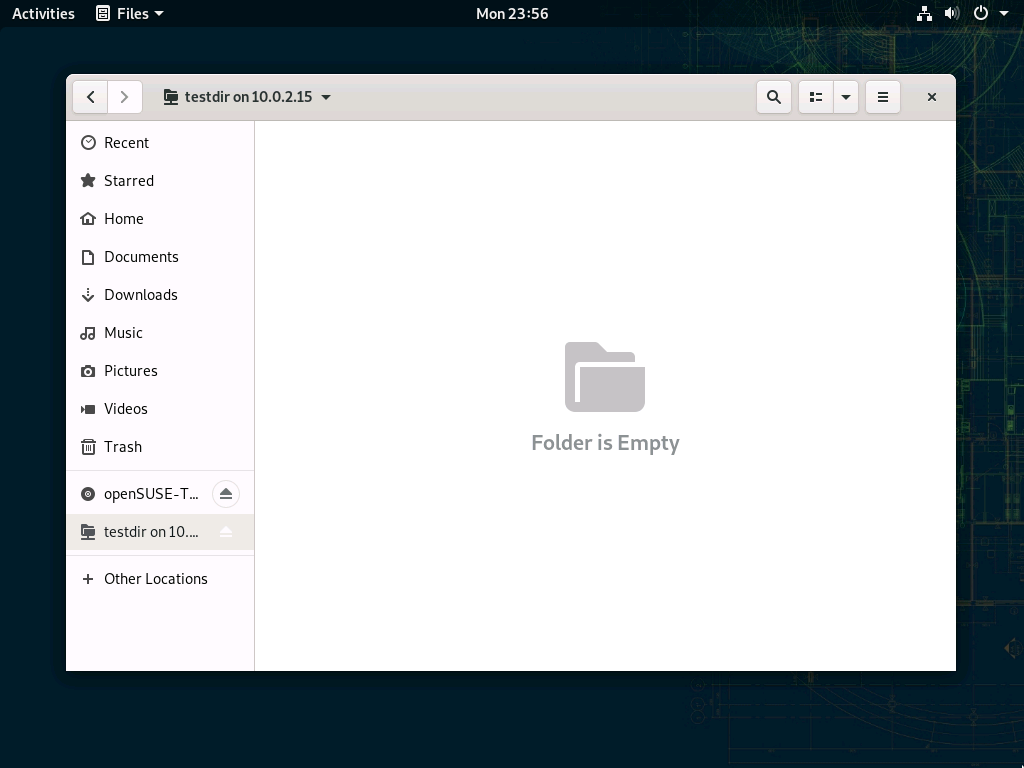 Activities
Files
Mon 23:56
testdir on 10.0.2.15
Recent
Starred
Home
Documents
Downloads
Music
Pictures
Videos
Trash
openSUSE-T...
testdir on 10....
Other Locations
Folder is Empty